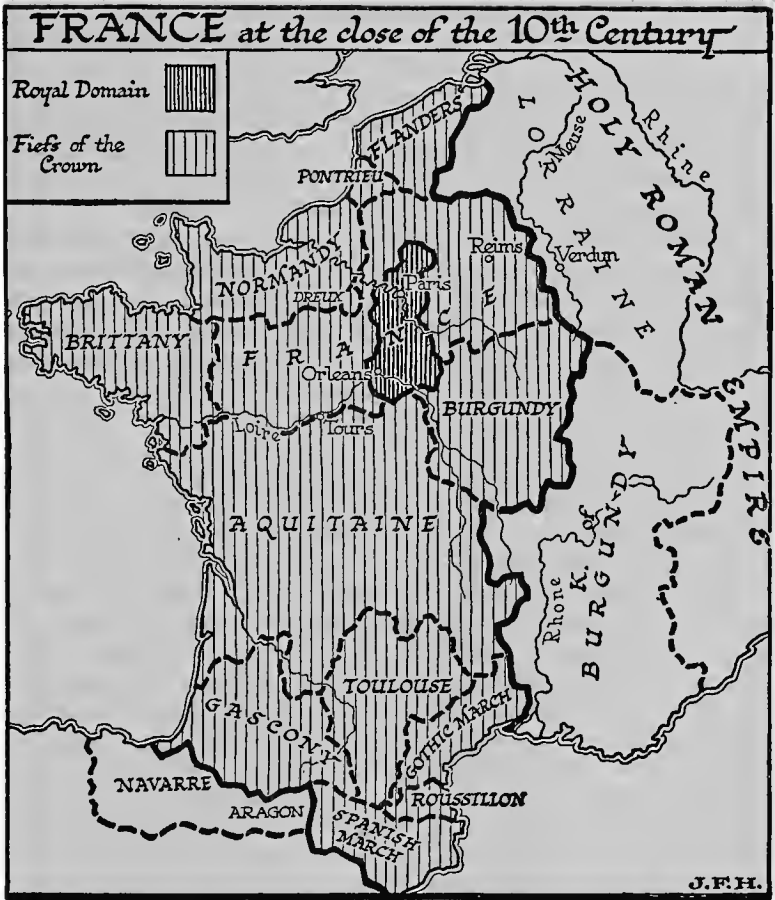 FRANCE at the close of the 10th Century
Royal Domain
Fiefs of the
Crown
FLANDERS
PONTRIEU
LORRAINE
HOLY ROMAN
EMPIRE
R. Meuse
Rhine
Reims
Verdun
NORMANDY
DREUX
Paris
BRITTANY
FRANCE
Orleans
BURGUNDY
Loire
Tours
AQUITAINE
K. of
BURGUNDY
Rhone
TOULOUSE
GASCONY
GOTHIC MARCH
NAVARRE
ARAGON
ROUSSILLON
SPANISH
MARCH
J.F.H.